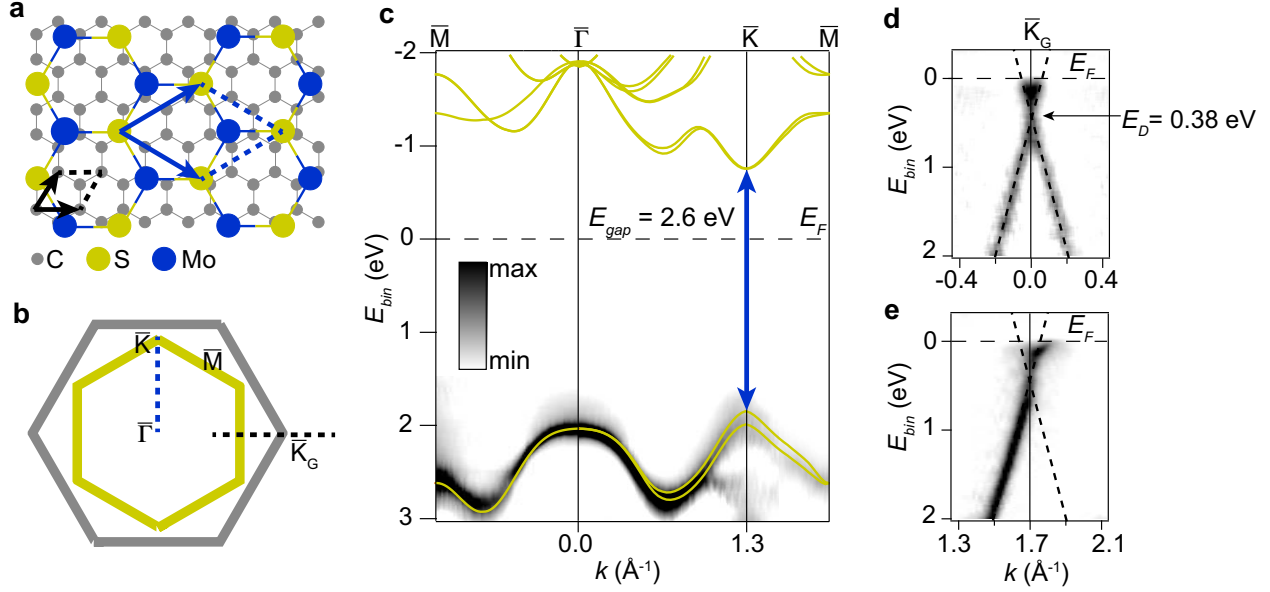 a
C S Mo
b
K̅
M̅
Γ̅
K̅G
c
M̅ Γ̅ K̅ M̅
-2
-1
0
1
2
3
Ebin (eV)
Egap = 2.6 eV
EF
max
min
0.0 1.3
k (Å-1)
d
K̅G
EF
0
1
2
Ebin (eV)
ED= 0.38 eV
-0.4 0.0 0.4
e
EF
0
1
2
Ebin (eV)
1.3 1.7 2.1
k (Å-1)